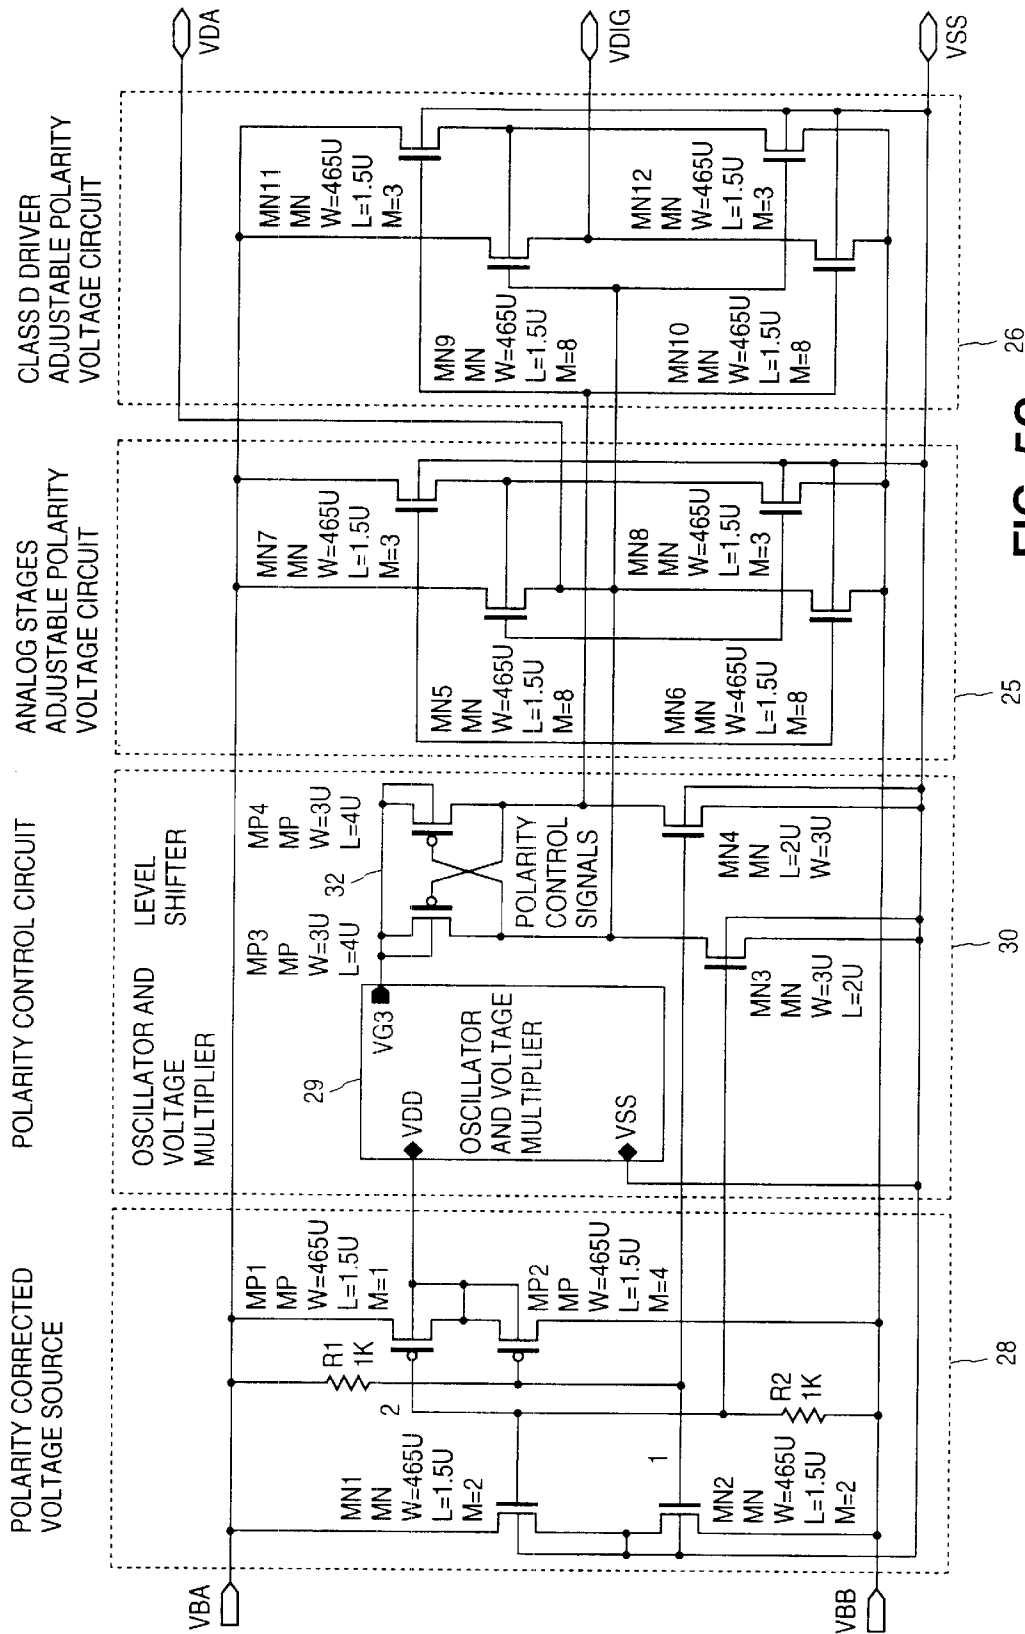 POLARITY CORRECTED
VOLTAGE SOURCE
POLARITY CONTROL CIRCUIT
ANALOG STAGES
ADJUSTABLE POLARITY
VOLTAGE CIRCUIT
CLASS D DRIVER
ADJUSTABLE POLARITY
VOLTAGE CIRCUIT
OSCILLATOR AND
VOLTAGE
MULTIPLIER
LEVEL
SHIFTER
VBA
VBB
MN1
MN
W=465U
L=1.5U
M=2
MN2
MN
W=465U
L=1.5U
M=2
1
2
R1
1K
R2
1K
MP1
MP
W=465U
L=1.5U
M=1
MP2
MP
W=465U
L=1.5U
M=4
28
29
VDD
VG3
OSCILLATOR
AND VOLTAGE
MULTIPLIER
VSS
MP3
MP
W=3U
L=4U
32
MP4
MP
W=3U
L=4U
POLARITY
CONTROL
SIGNALS
MN3
MN
W=3U
L=2U
MN4
MN
L=2U
W=3U
30
MN5
MN
W=465U
L=1.5U
M=8
MN6
MN
W=465U
L=1.5U
M=8
MN7
MN
W=465U
L=1.5U
M=3
MN8
MN
W=465U
L=1.5U
M=3
25
MN9
MN
W=465U
L=1.5U
M=8
MN10
MN
W=465U
L=1.5U
M=8
MN11
MN
W=465U
L=1.5U
M=3
MN12
MN
W=465U
L=1.5U
M=3
26
VDA
VDIG
VSS